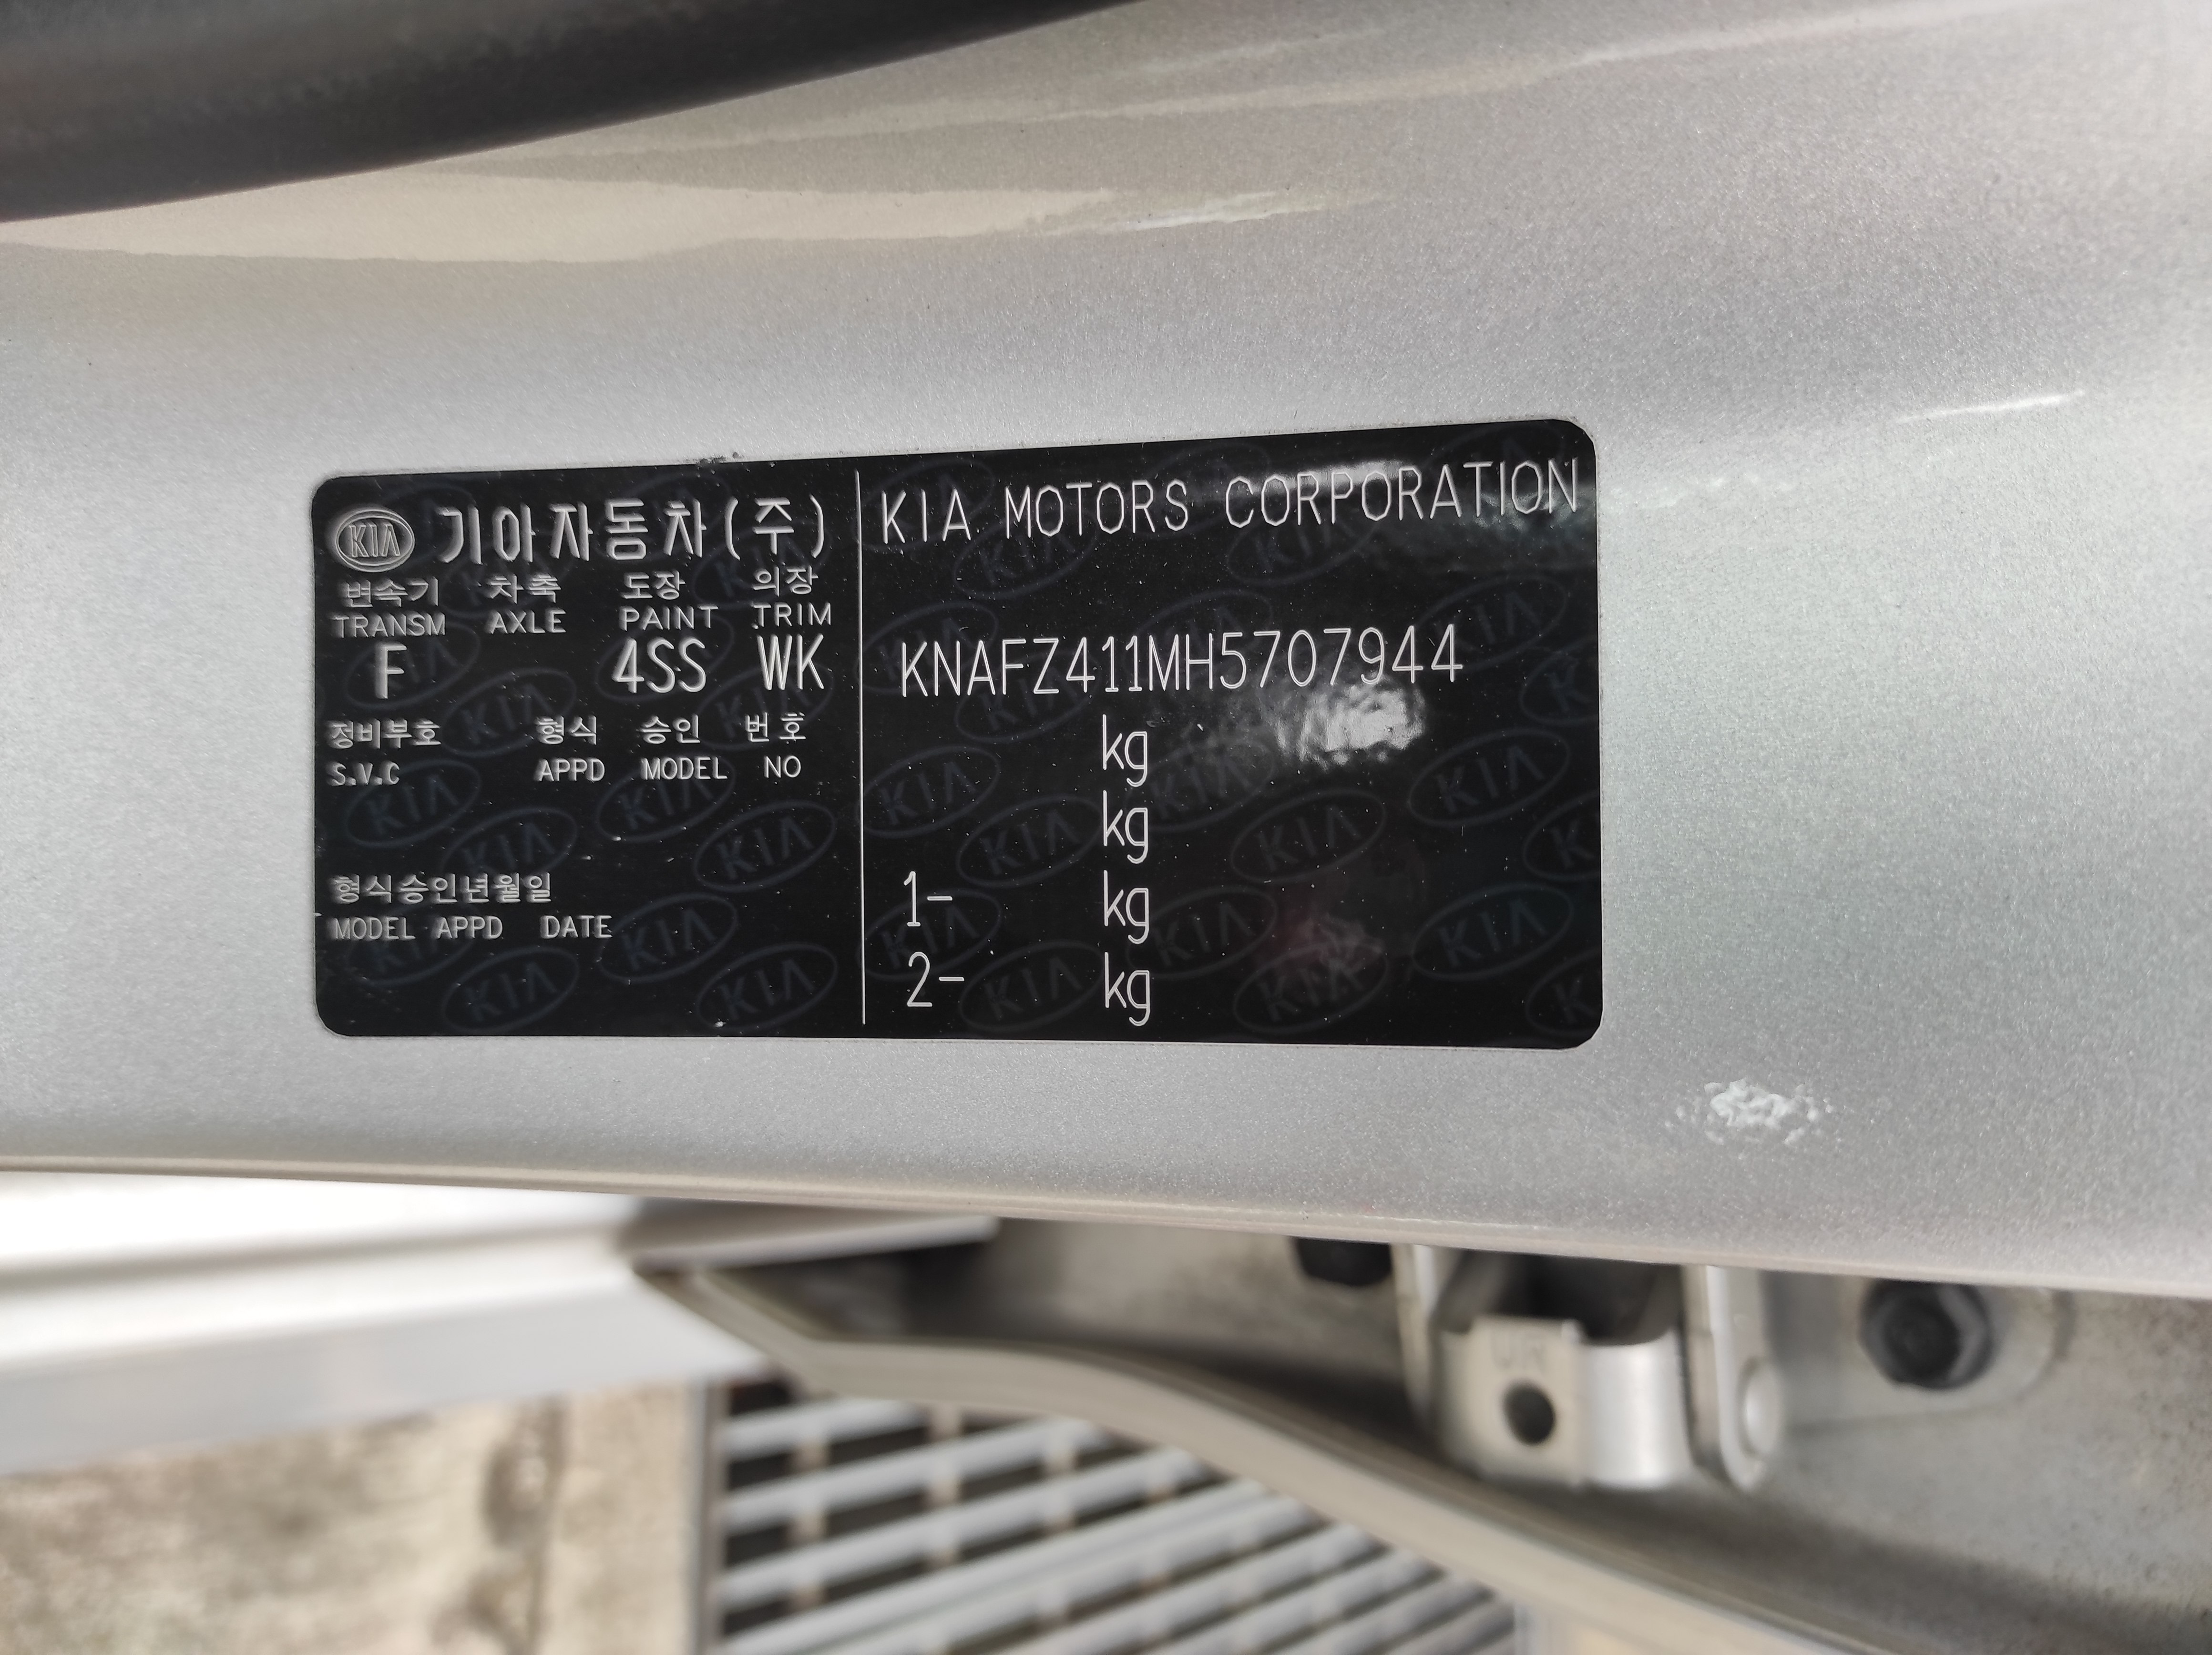 KIA 기아자동차(주)
변속기 차축 도장 의장
TRANSM AXLE PAINT TRIM
F 4SS WK
정비부호 형식 승인 번호
S.V.C APPD MODEL NO
형식승인년월일
MODEL APPD DATE
KIA MOTORS CORPORATION
KNAFZ411MH5707944
kg
kg
1- kg
2- kg